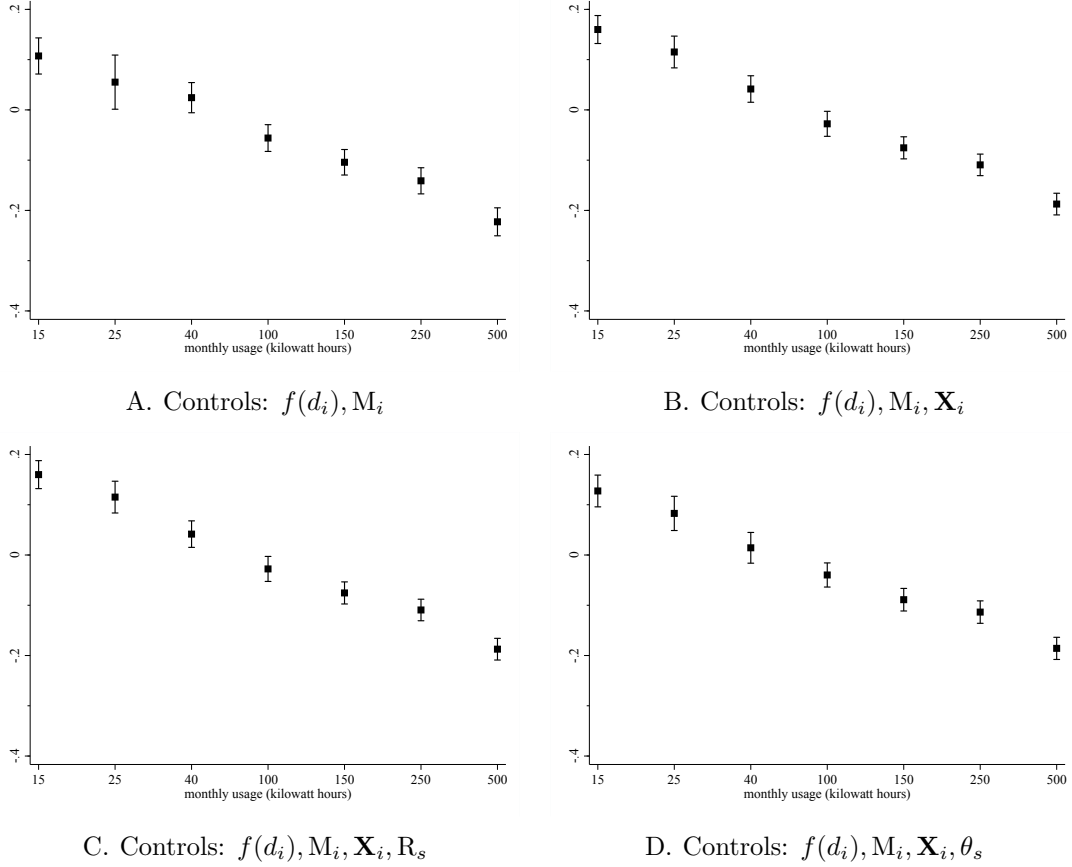 .2
0
-.2
-.4
15 25 40 100 150 250 500
monthly usage (kilowatt hours)
A. Controls: f(d_i), M_i
.2
0
-.2
-.4
15 25 40 100 150 250 500
monthly usage (kilowatt hours)
B. Controls: f(d_i), M_i, X_i
.2
0
-.2
-.4
15 25 40 100 150 250 500
monthly usage (kilowatt hours)
C. Controls: f(d_i), M_i, X_i, R_s
.2
0
-.2
-.4
15 25 40 100 150 250 500
monthly usage (kilowatt hours)
D. Controls: f(d_i), M_i, X_i, θ_s